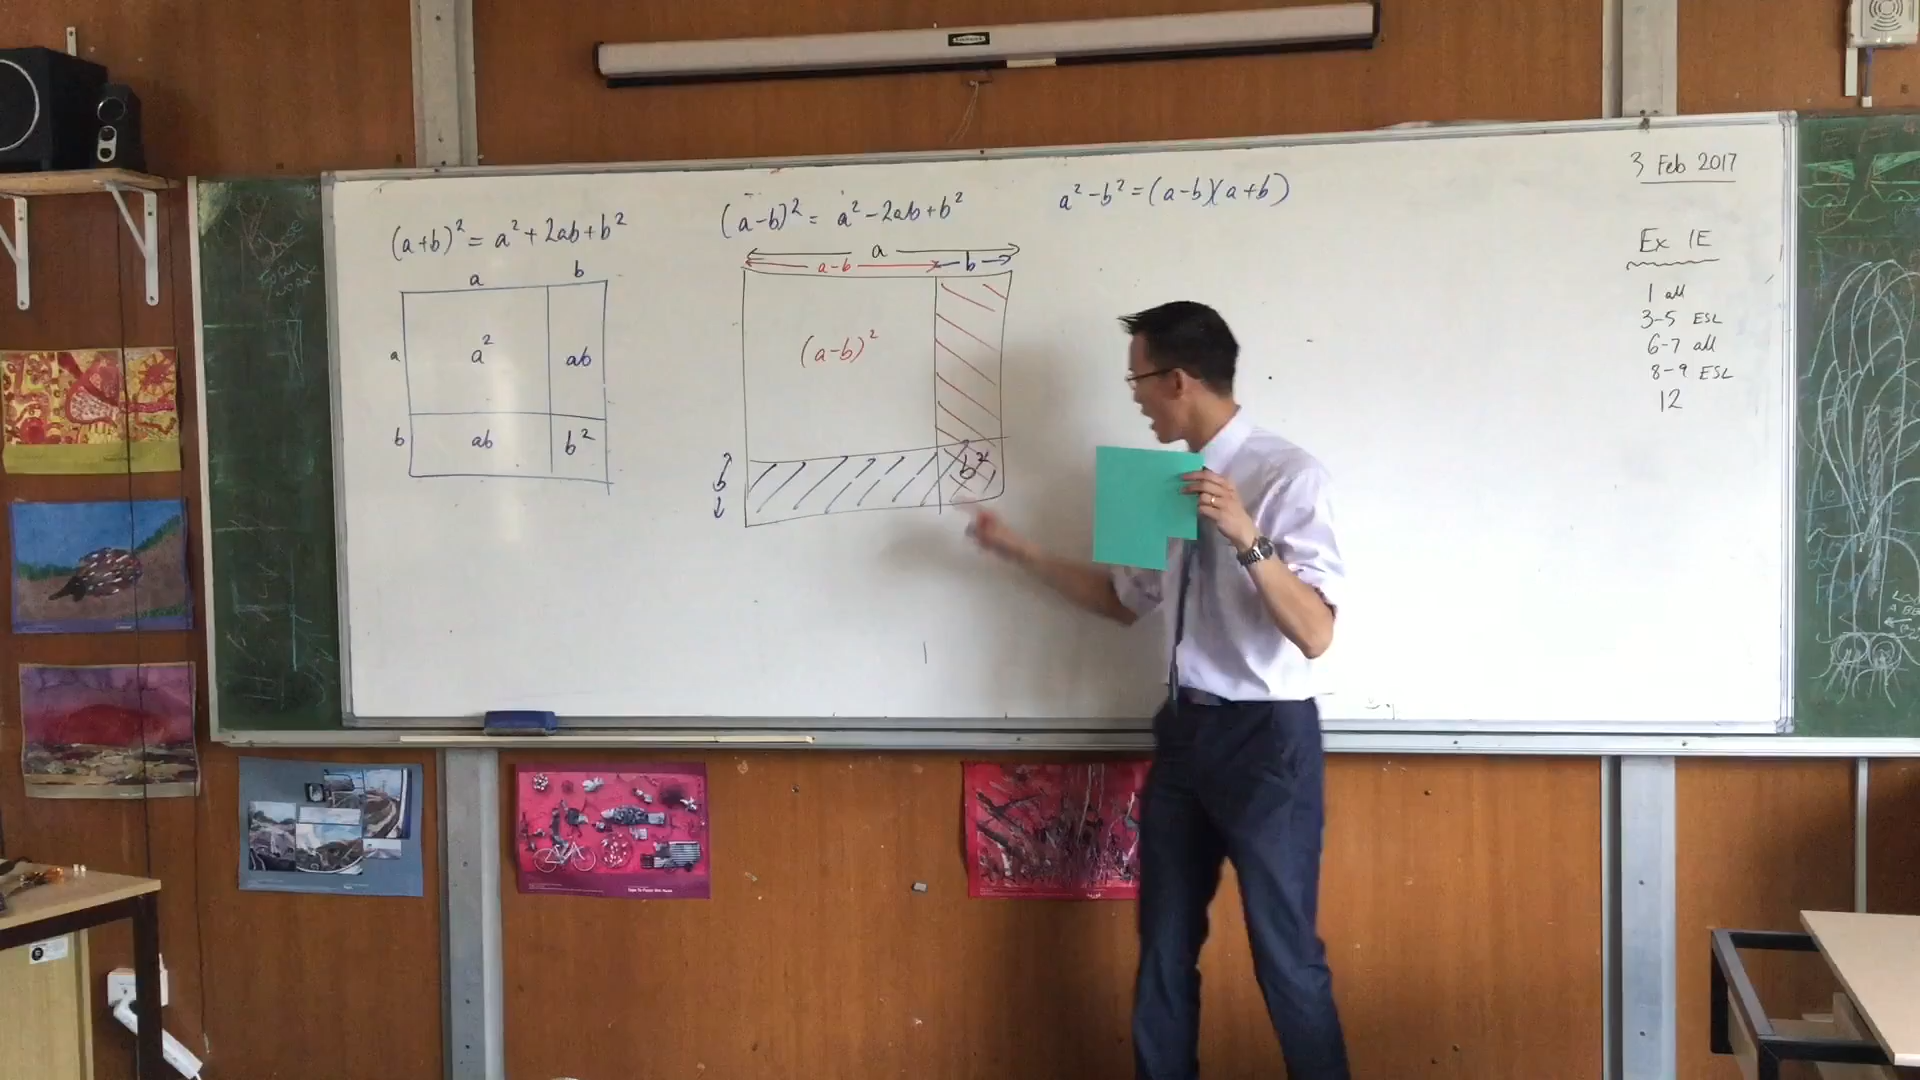 (a+b)² = a² + 2ab + b²
a b
a a² ab
b ab b²
(a-b)² = a² - 2ab + b²
a
a-b b
(a-b)²
b b²
a² - b² = (a-b)(a+b)
3 Feb 2017
Ex 1E
1 all
3-5 ESL
6-7 all
8-9 ESL
12